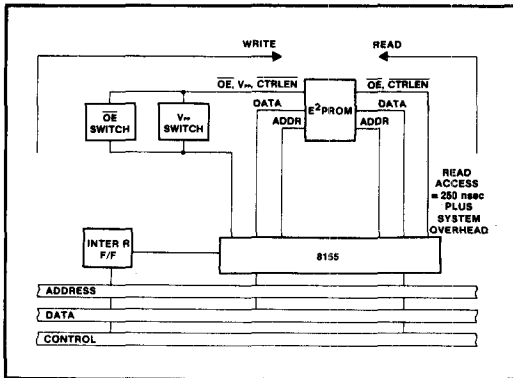 WRITE
READ
OE, VPP, CTRLEN
OE, CTRLEN
E²PROM
DATA
DATA
ADDR
ADDR
OE
SWITCH
VPP
SWITCH
READ
ACCESS
= 250 nsec
PLUS
SYSTEM
OVERHEAD
INTER R
F/F
8155
ADDRESS
DATA
CONTROL